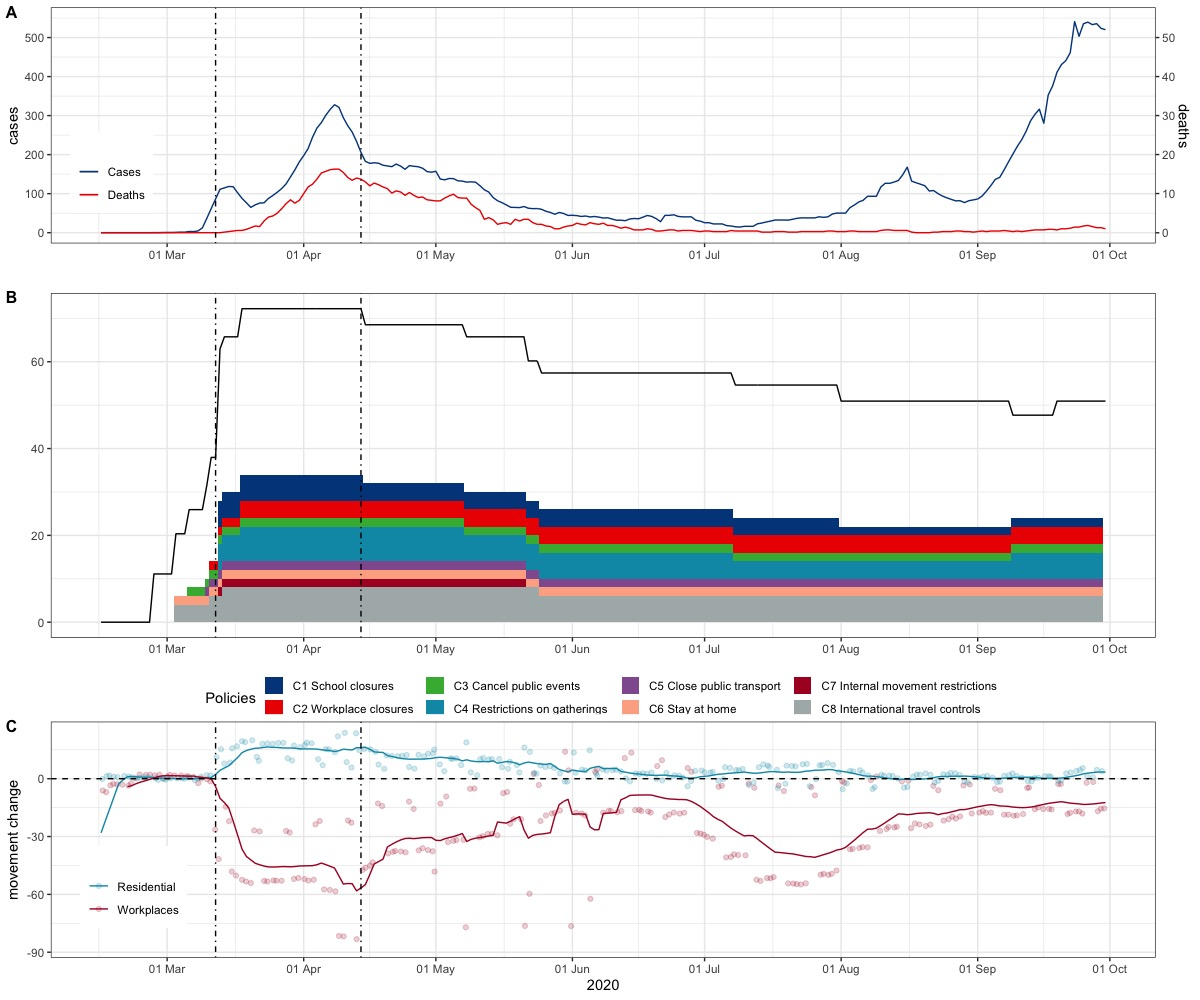 A
500
400
300
200
100
0
cases
50
40
30
20
10
0
deaths
Cases
Deaths
01 Mar 01 Apr 01 May 01 Jun 01 Jul 01 Aug 01 Sep 01 Oct
B
60
40
20
0
01 Mar 01 Apr 01 May 01 Jun 01 Jul 01 Aug 01 Sep 01 Oct
Policies
C1 School closures C3 Cancel public events C5 Close public transport C7 Internal movement restrictions
C2 Workplace closures C4 Restrictions on gatherings C6 Stay at home C8 International travel controls
C
0
-30
-60
-90
movement change
Residential
Workplaces
01 Mar 01 Apr 01 May 01 Jun 01 Jul 01 Aug 01 Sep 01 Oct
2020